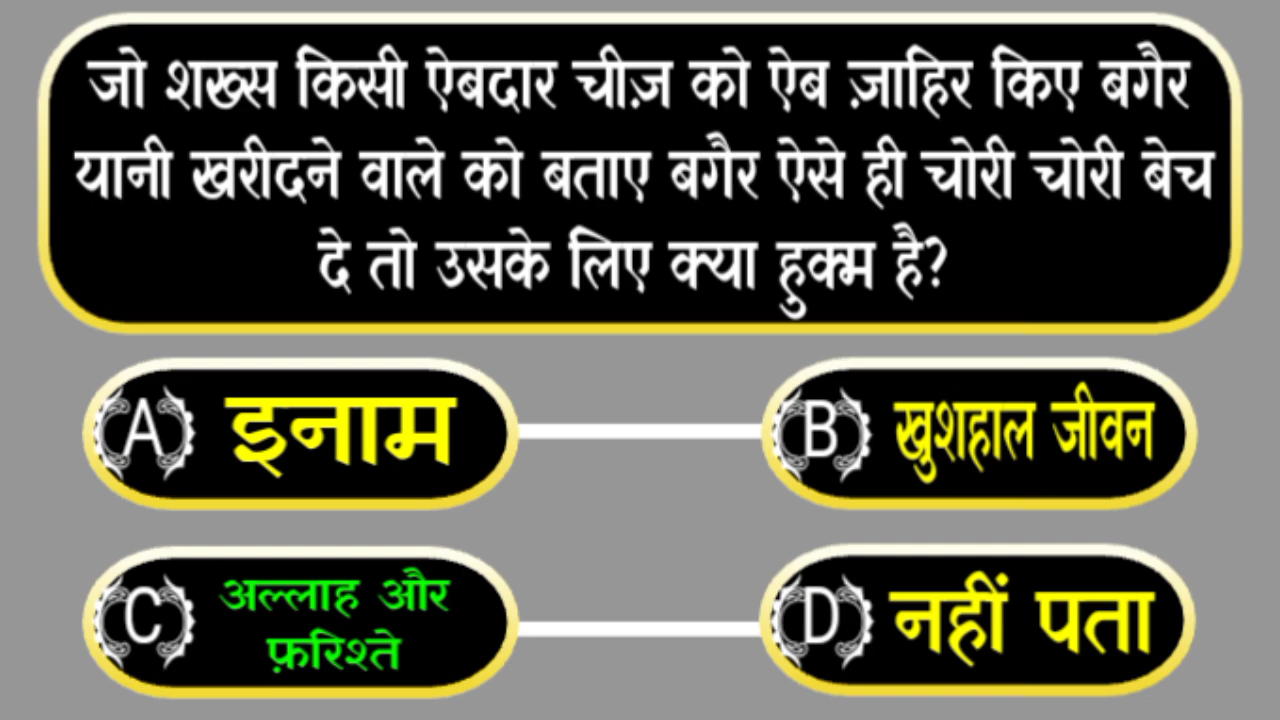 जो शख्स किसी ऐबदार चीज़ को ऐब ज़ाहिर किए बगैर
यानी खरीदने वाले को बताए बगैर ऐसे ही चोरी चोरी बेच
दे तो उसके लिए क्या हुक्म है?
A इनाम
B खुशहाल जीवन
C अल्लाह और
फ़रिश्ते
D नहीं पता